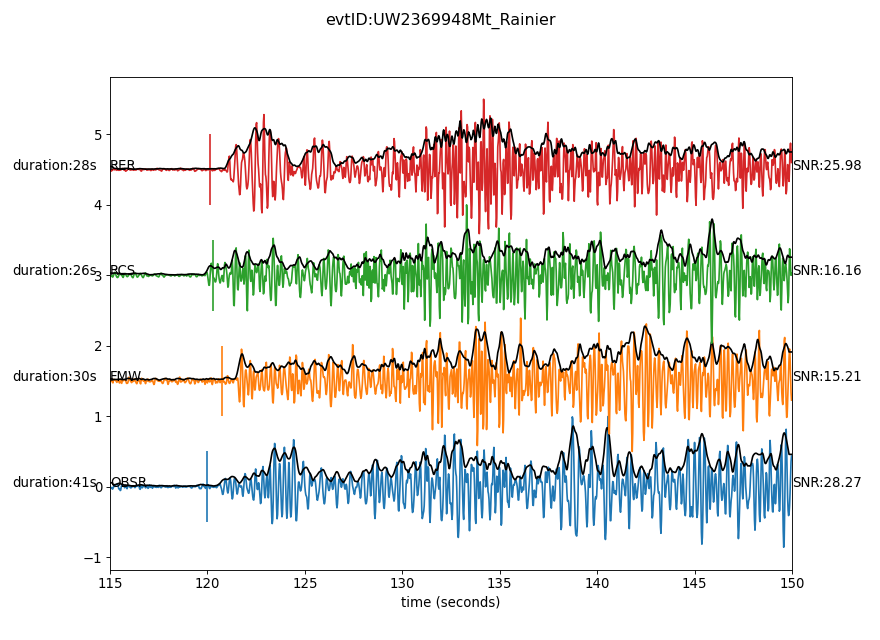 evtID:UW2369948Mt_Rainier
5
duration:28s RER SNR:25.98
4
duration:26s 3 RCS SNR:16.16
2
duration:30s EMW SNR:15.21
1
duration:41s 0 OBSR SNR:28.27
−1
115 120 125 130 135 140 145 150
time (seconds)